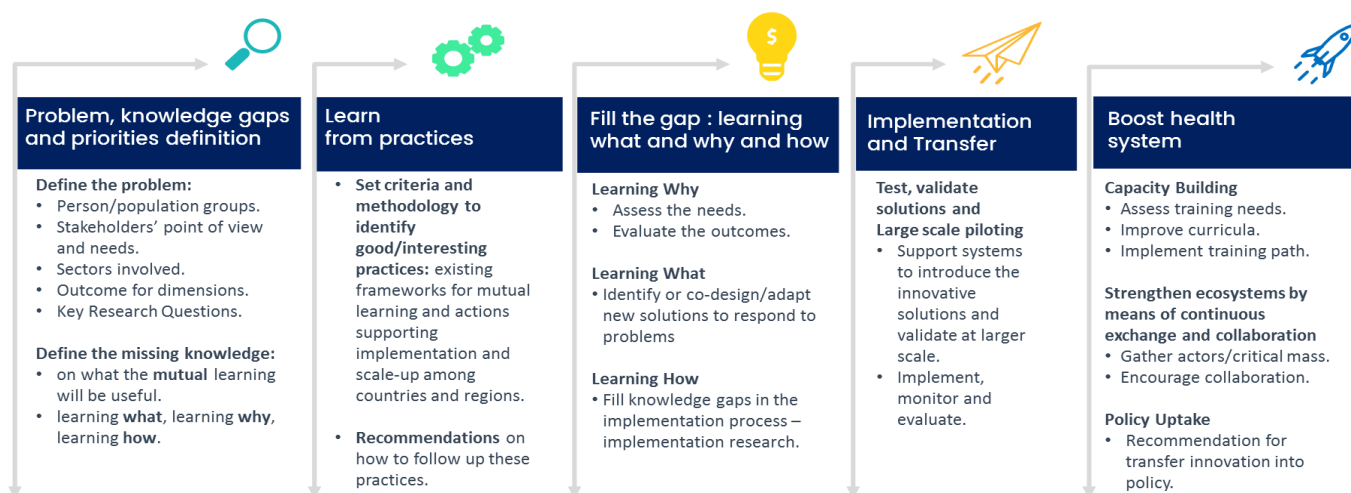 $
Problem, knowledge gaps
and priorities definition
Define the problem:
• Person/population groups.
• Stakeholders’ point of view
and needs.
• Sectors involved.
• Outcome for dimensions.
• Key Research Questions.
Define the missing knowledge:
• on what the mutual learning
will be useful.
• learning what, learning why,
learning how.
Learn
from practices
• Set criteria and
methodology to
identify
good/interesting
practices: existing
frameworks for mutual
learning and actions
supporting
implementation and
scale-up among
countries and regions.
• Recommendations on
how to follow up these
practices.
Fill the gap : learning
what and why and how
Learning Why
• Assess the needs.
• Evaluate the outcomes.
Learning What
• Identify or co-design/adapt
new solutions to respond to
problems
Learning How
• Fill knowledge gaps in the
implementation process –
implementation research.
Implementation
and Transfer
Test, validate
solutions and
Large scale piloting
• Support systems
to introduce the
innovative
solutions and
validate at larger
scale.
• Implement,
monitor and
evaluate.
Boost health
system
Capacity Building
• Assess training needs.
• Improve curricula.
• Implement training path.
Strengthen ecosystems by
means of continuous
exchange and collaboration
• Gather actors/critical mass.
• Encourage collaboration.
Policy Uptake
• Recommendation for
transfer innovation into
policy.